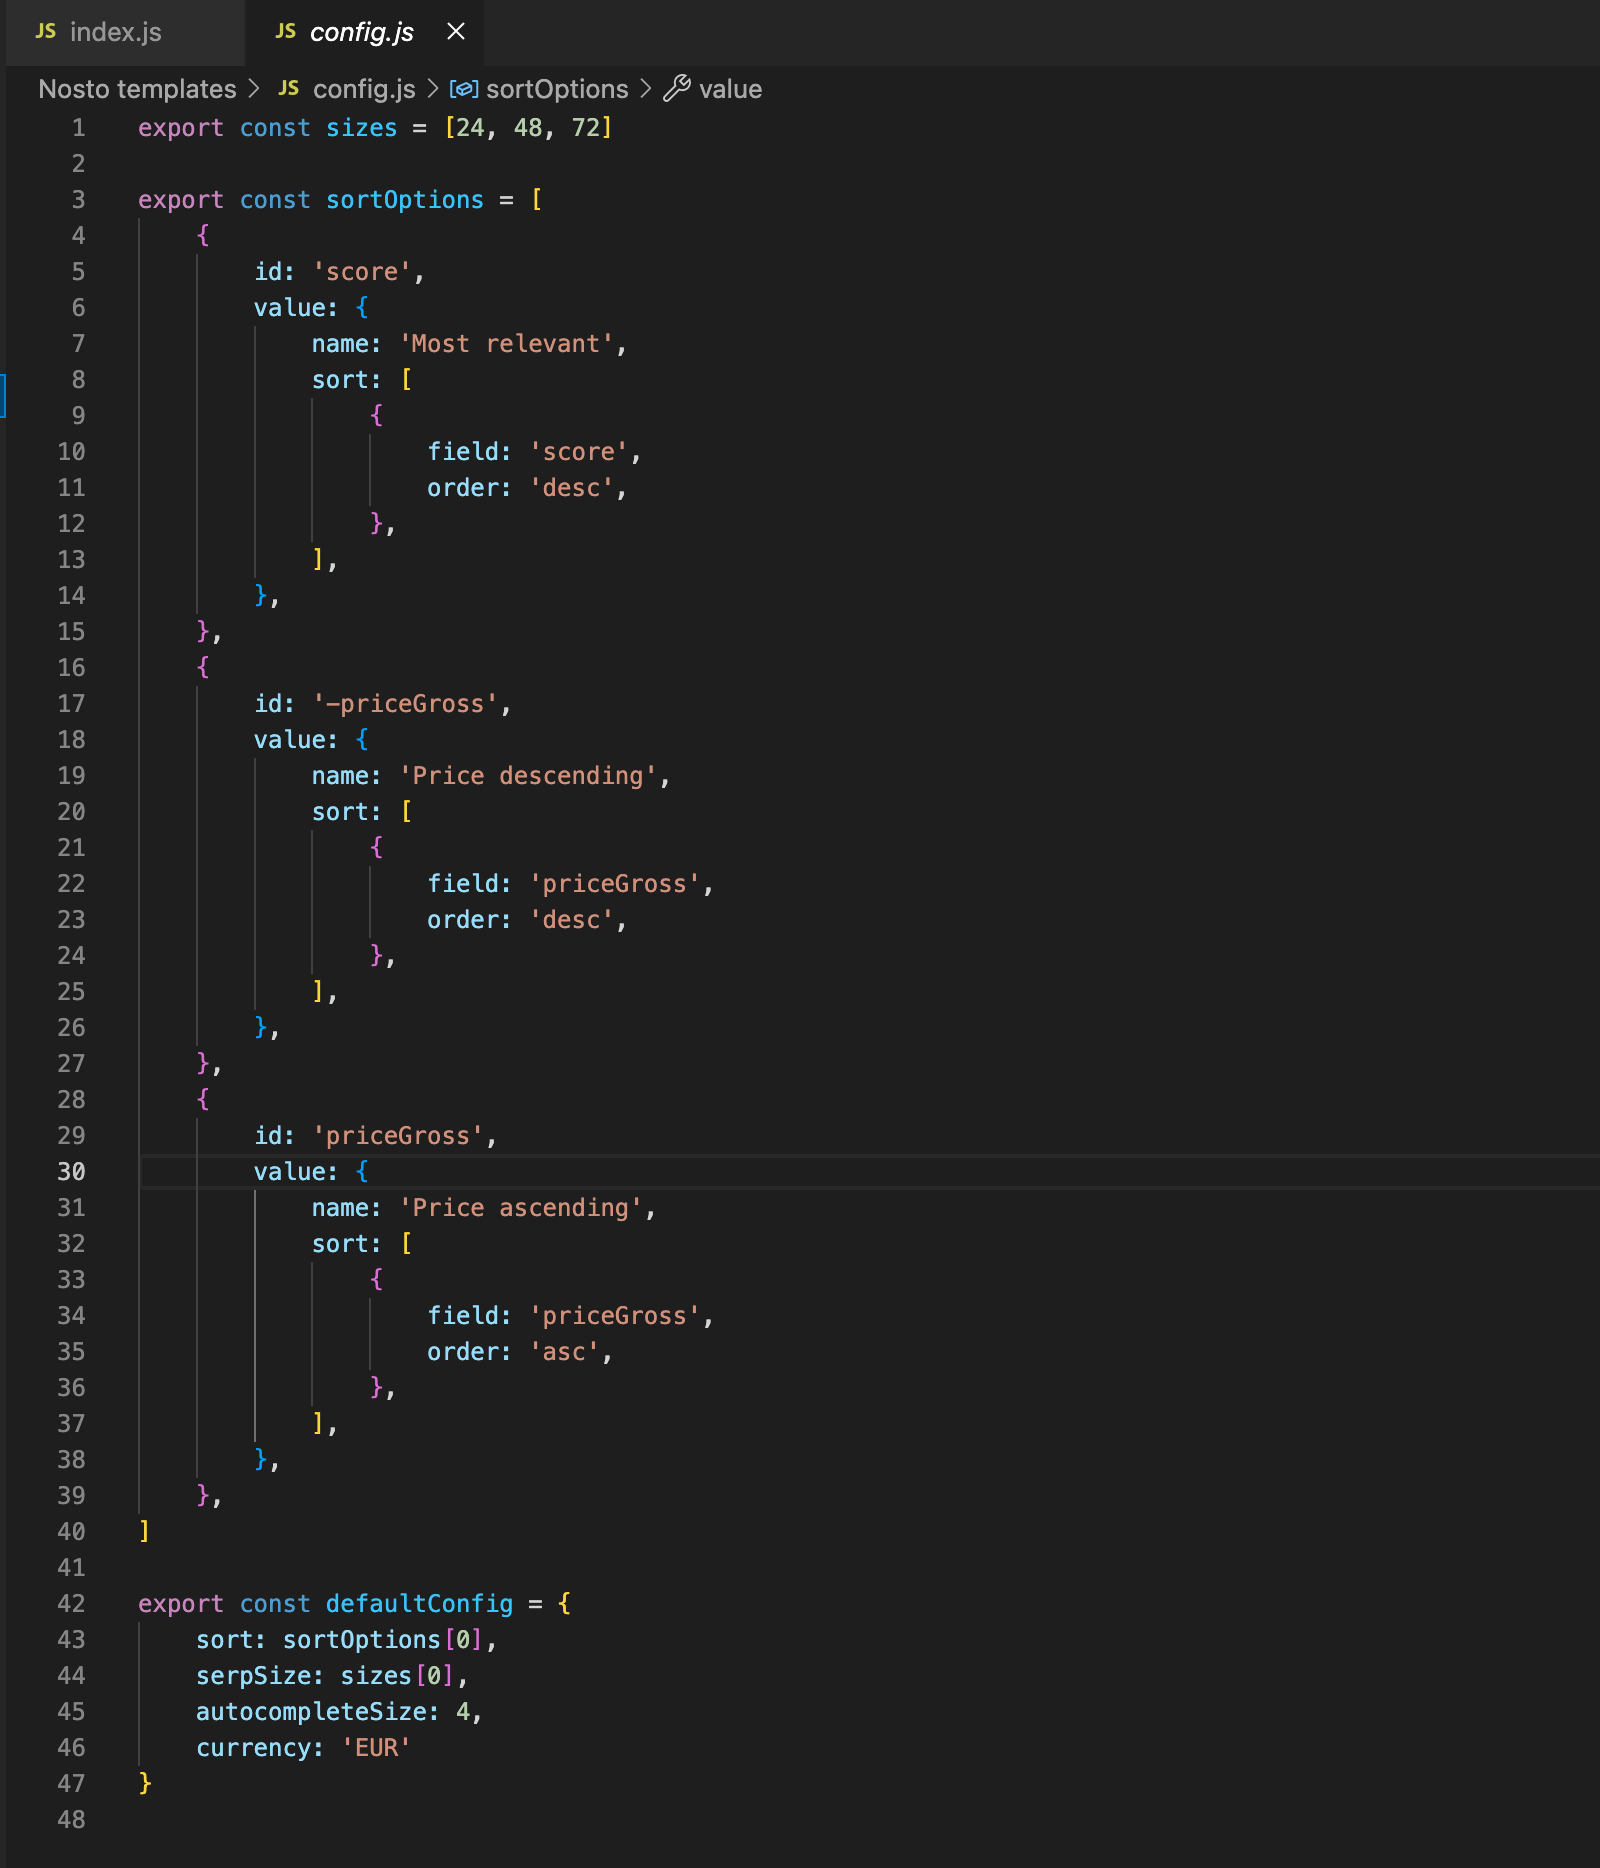 JS index.js JS config.js ×
Nosto templates > JS config.js > sortOptions > value
1 export const sizes = [24, 48, 72]
2
3 export const sortOptions = [
4 {
5 id: 'score',
6 value: {
7 name: 'Most relevant',
8 sort: [
9 {
10 field: 'score',
11 order: 'desc',
12 },
13 ],
14 },
15 },
16 {
17 id: '-priceGross',
18 value: {
19 name: 'Price descending',
20 sort: [
21 {
22 field: 'priceGross',
23 order: 'desc',
24 },
25 ],
26 },
27 },
28 {
29 id: 'priceGross',
30 value: {
31 name: 'Price ascending',
32 sort: [
33 {
34 field: 'priceGross',
35 order: 'asc',
36 },
37 ],
38 },
39 },
40 ]
41
42 export const defaultConfig = {
43 sort: sortOptions[0],
44 serpSize: sizes[0],
45 autocompleteSize: 4,
46 currency: 'EUR'
47 }
48